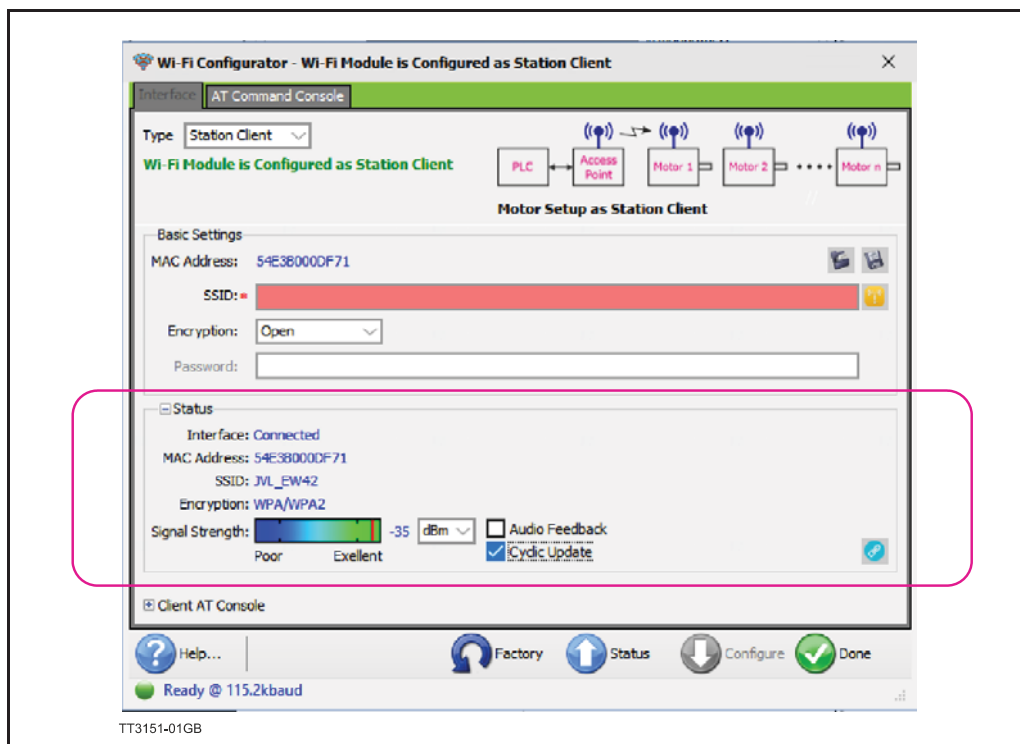 Wi-Fi Configurator - Wi-Fi Module is Configured as Station Client
Interface AT Command Console
Type Station Client
Wi-Fi Module is Configured as Station Client
PLC Access Point Motor 1 Motor 2 Motor n
Motor Setup as Station Client
Basic Settings
MAC Address: 54E3B000DF71
SSID:
Encryption: Open
Password:
Status
Interface: Connected
MAC Address: 54E3B000DF71
SSID: JVL_EW42
Encryption: WPA/WPA2
Signal Strength: -35 dBm Audio Feedback
Poor Exellent Cyclic Update
Client AT Console
Help... Factory Status Configure Done
Ready @ 115.2kbaud
TT3151-01GB